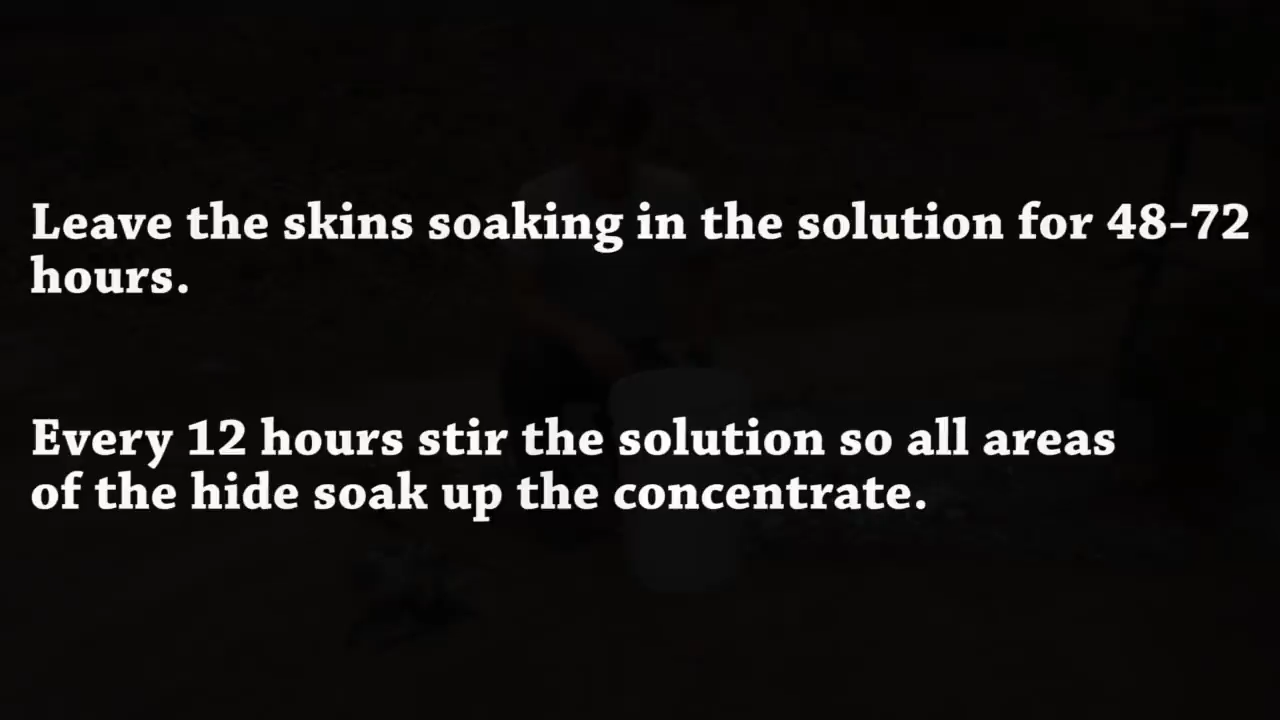 Leave the skins soaking in the solution for 48-72
hours.
Every 12 hours stir the solution so all areas
of the hide soak up the concentrate.